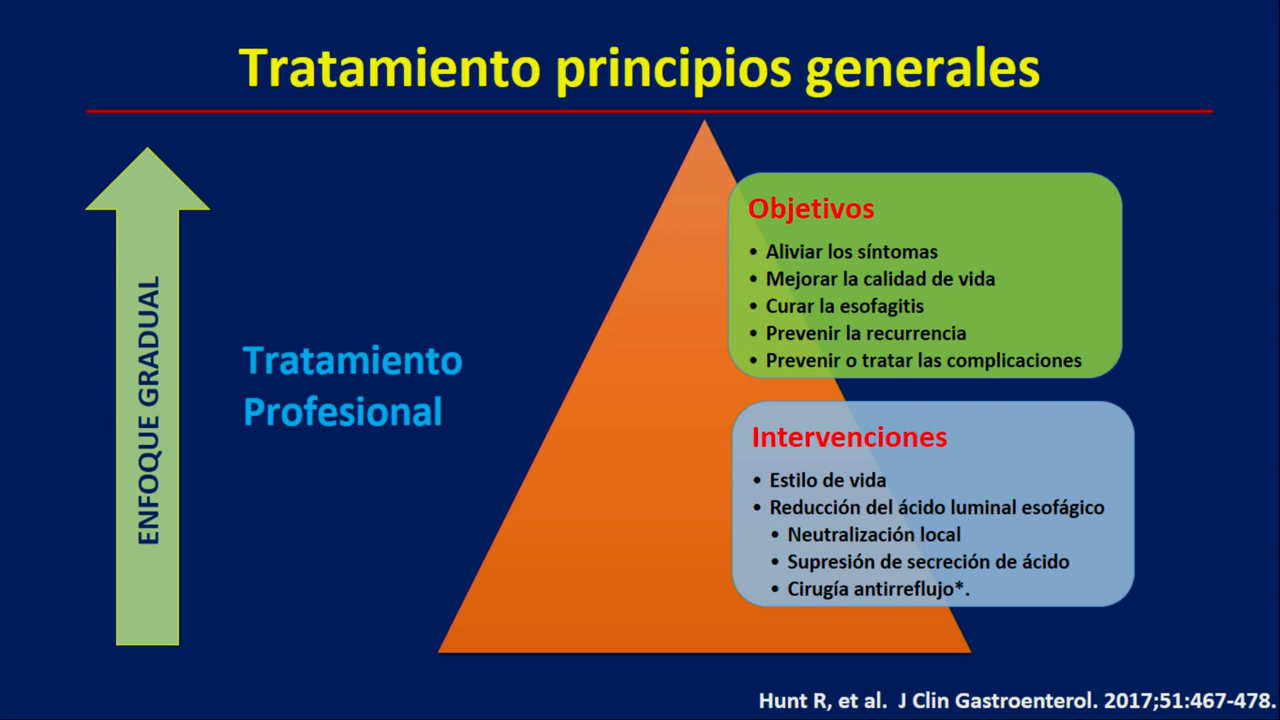 Tratamiento principios generales
ENFOQUE GRADUAL
Tratamiento
Profesional
Objetivos
• Aliviar los síntomas
• Mejorar la calidad de vida
• Curar la esofagitis
• Prevenir la recurrencia
• Prevenir o tratar las complicaciones
Intervenciones
• Estilo de vida
• Reducción del ácido luminal esofágico
• Neutralización local
• Supresión de secreción de ácido
• Cirugía antirreflujo*.
Hunt R, et al. J Clin Gastroenterol. 2017;51:467-478.